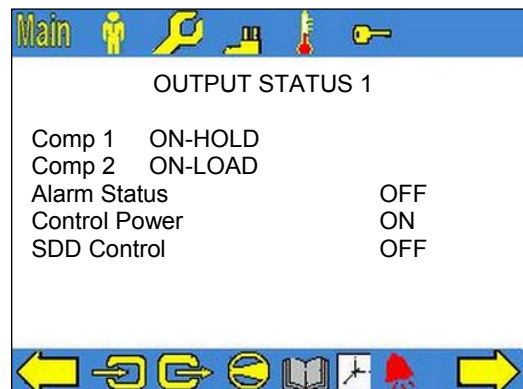 Main
OUTPUT STATUS 1
Comp 1 ON-HOLD
Comp 2 ON-LOAD
Alarm Status OFF
Control Power ON
SDD Control OFF